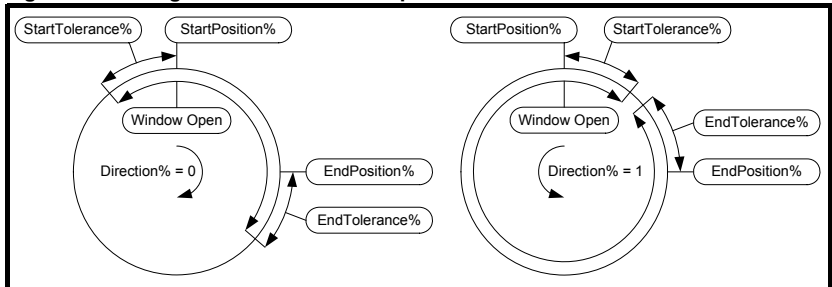 StartTolerance%
StartPosition%
Window Open
Direction% = 0
EndPosition%
EndTolerance%
StartPosition%
StartTolerance%
Window Open
EndTolerance%
Direction% = 1
EndPosition%